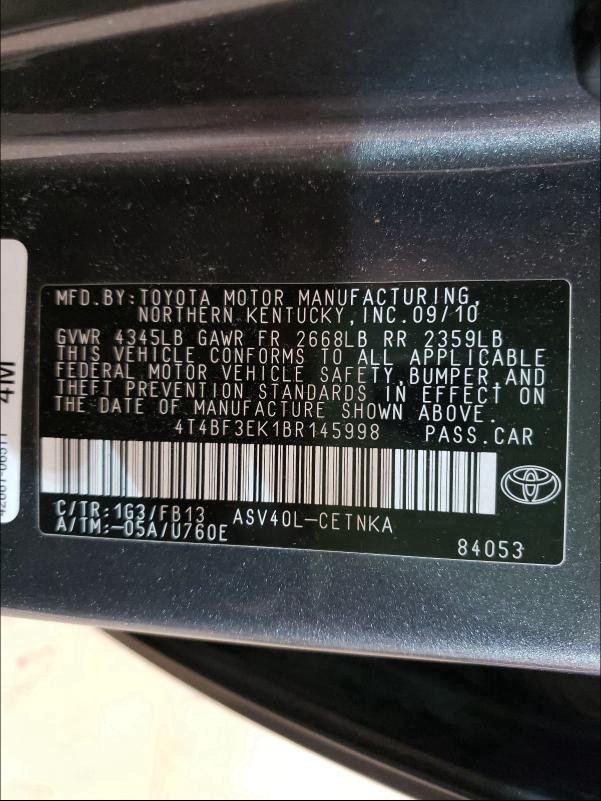 MFD. BY: TOYOTA MOTOR MANUFACTURING,
NORTHERN KENTUCKY, INC. 09/10
GVWR 4345LB GAWR FR 2668LB RR 2359LB
THIS VEHICLE CONFORMS TO ALL APPLICABLE
FEDERAL MOTOR VEHICLE SAFETY, BUMPER, AND
THEFT PREVENTION STANDARDS IN EFFECT ON
THE DATE OF MANUFACTURE SHOWN ABOVE.
4T4BF3EK1BR145998 PASS. CAR
C/TR: 1G3/FB13 ASV40L-CETNKA
A/TM: -05A/U760E
84053
4M